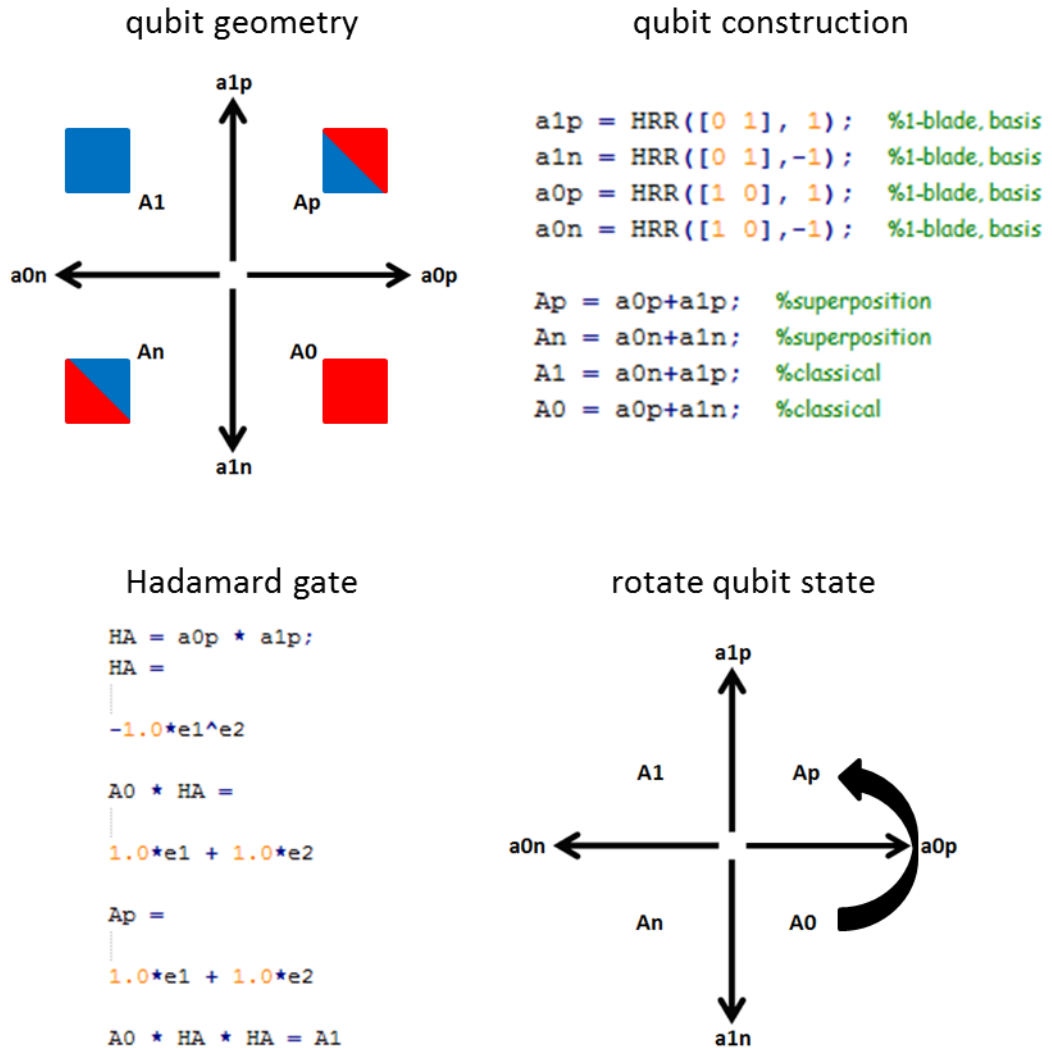 qubit geometry
a1p
A1
Ap
a0n
a0p
An
A0
a1n
qubit construction
a1p = HRR([0 1], 1); %1-blade, basis
a1n = HRR([0 1],-1); %1-blade, basis
a0p = HRR([1 0], 1); %1-blade, basis
a0n = HRR([1 0],-1); %1-blade, basis
Ap = a0p+a1p; %superposition
An = a0n+a1n; %superposition
A1 = a0n+a1p; %classical
A0 = a0p+a1n; %classical
Hadamard gate
HA = a0p * a1p;
HA =
-1.0*e1^e2
A0 * HA =
1.0*e1 + 1.0*e2
Ap =
1.0*e1 + 1.0*e2
A0 * HA * HA = A1
rotate qubit state
a1p
A1
Ap
a0n
a0p
An
A0
a1n